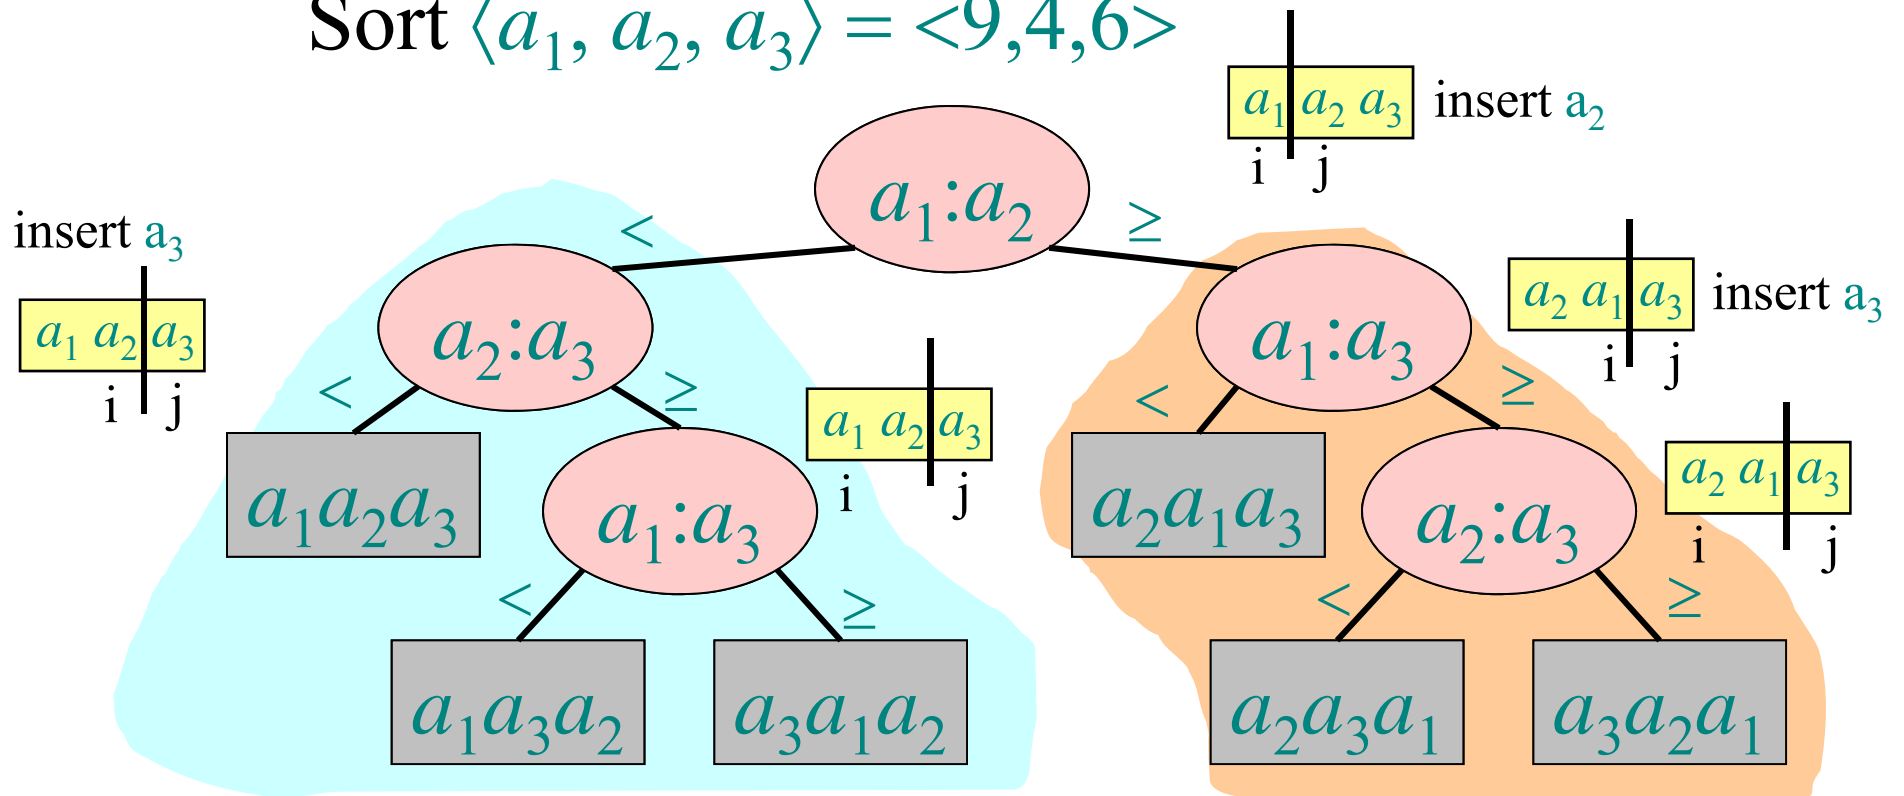 Sort ⟨a₁, a₂, a₃⟩ = <9,4,6>
a₁ a₂ a₃ insert a₂
i j
a₁:a₂
< ≥
insert a₃
a₁ a₂ a₃
i j
a₂:a₃
< ≥
a₁ a₂ a₃
i j
a₁:a₃
< ≥
a₂ a₁ a₃ insert a₃
i j
a₂ a₁ a₃
i j
a₁a₂a₃
a₁:a₃
< ≥
a₂a₁a₃
a₂:a₃
< ≥
a₁a₃a₂
a₃a₁a₂
a₂a₃a₁
a₃a₂a₁